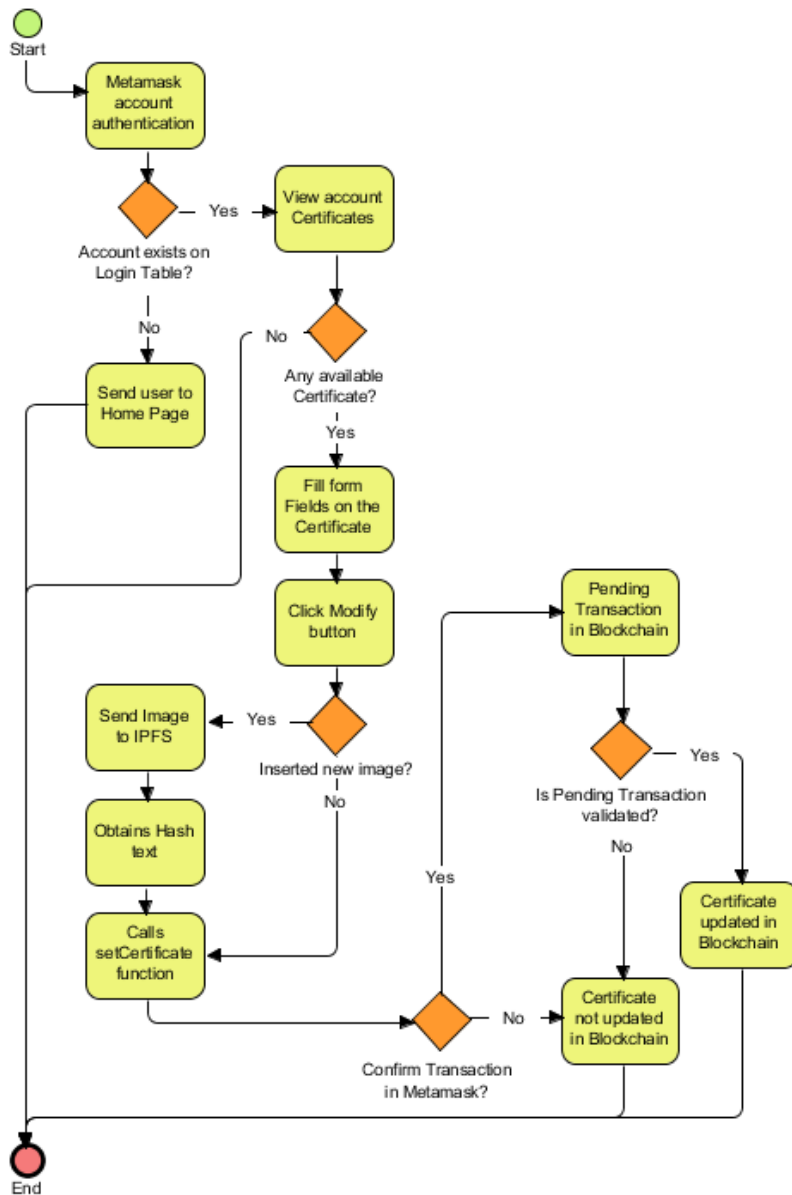 Start
Metamask
account
authentication
Yes
View account
Certificates
Account exists on
Login Table?
No
No
Any available
Certificate?
Send user to
Home Page
Yes
Fill form
Fields on the
Certificate
Click Modify
button
Pending
Transaction
in Blockchain
Send Image
to IPFS
Yes
Inserted new image?
No
Yes
Is Pending Transaction
validated?
Obtains Hash
text
No
Yes
Calls
setCertificate
function
Certificate
updated in
Blockchain
No
Certificate
not updated
in Blockchain
Confirm Transaction
in Metamask?
End